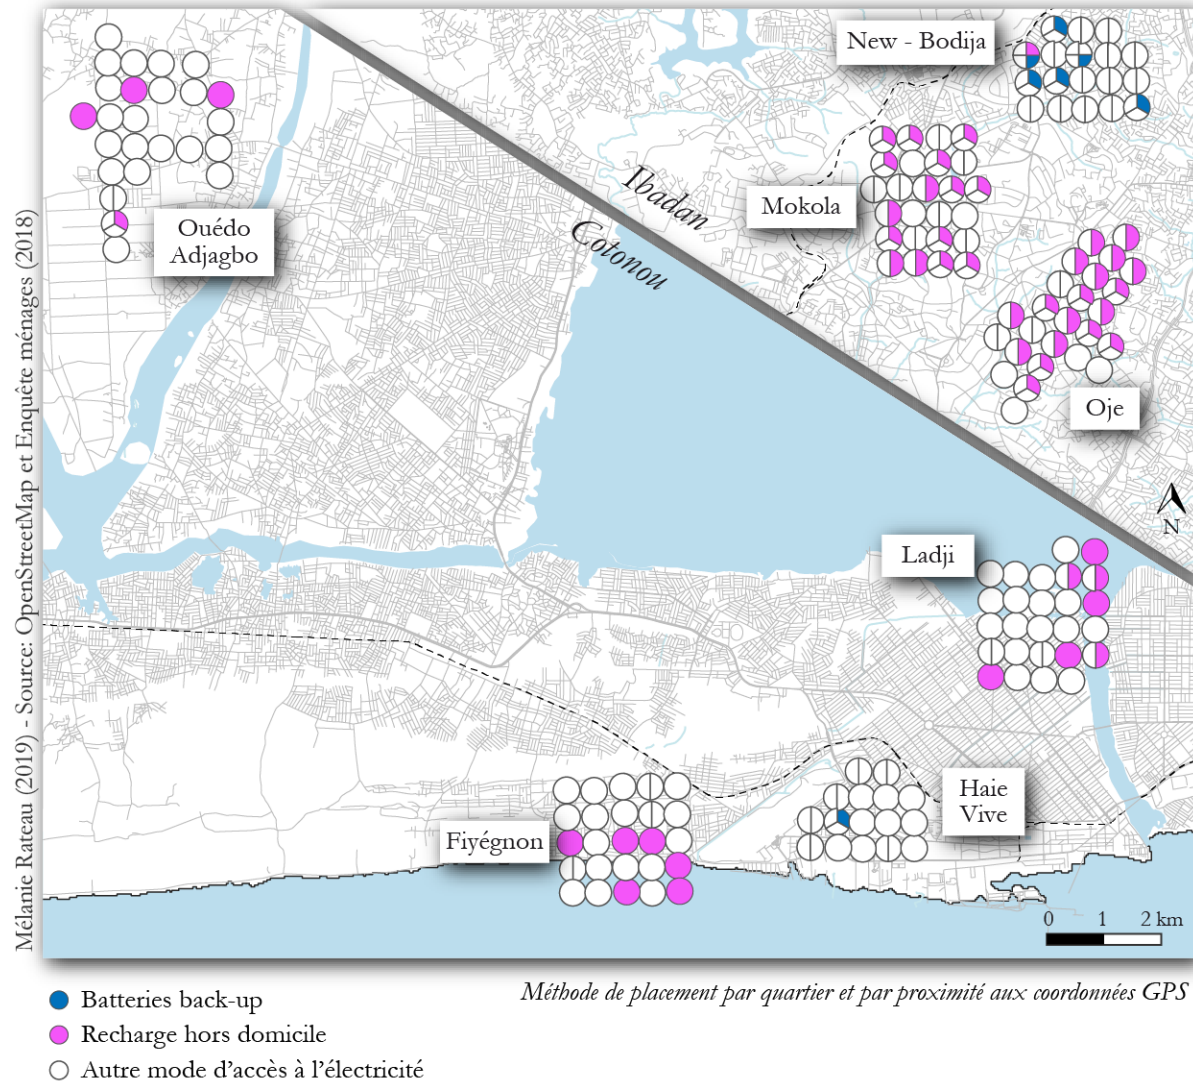 New - Bodija
Ibadan
Mokola
Ouédo
Adjagbo
Cotonou
Oje
N
Ladji
Haie
Vive
Fiyégnon
0 1 2 km
Mélanie Rateau (2019) - Source: OpenStreetMap et Enquête ménages (2018)
Méthode de placement par quartier et par proximité aux coordonnées GPS
Batteries back-up
Recharge hors domicile
Autre mode d'accès à l'électricité